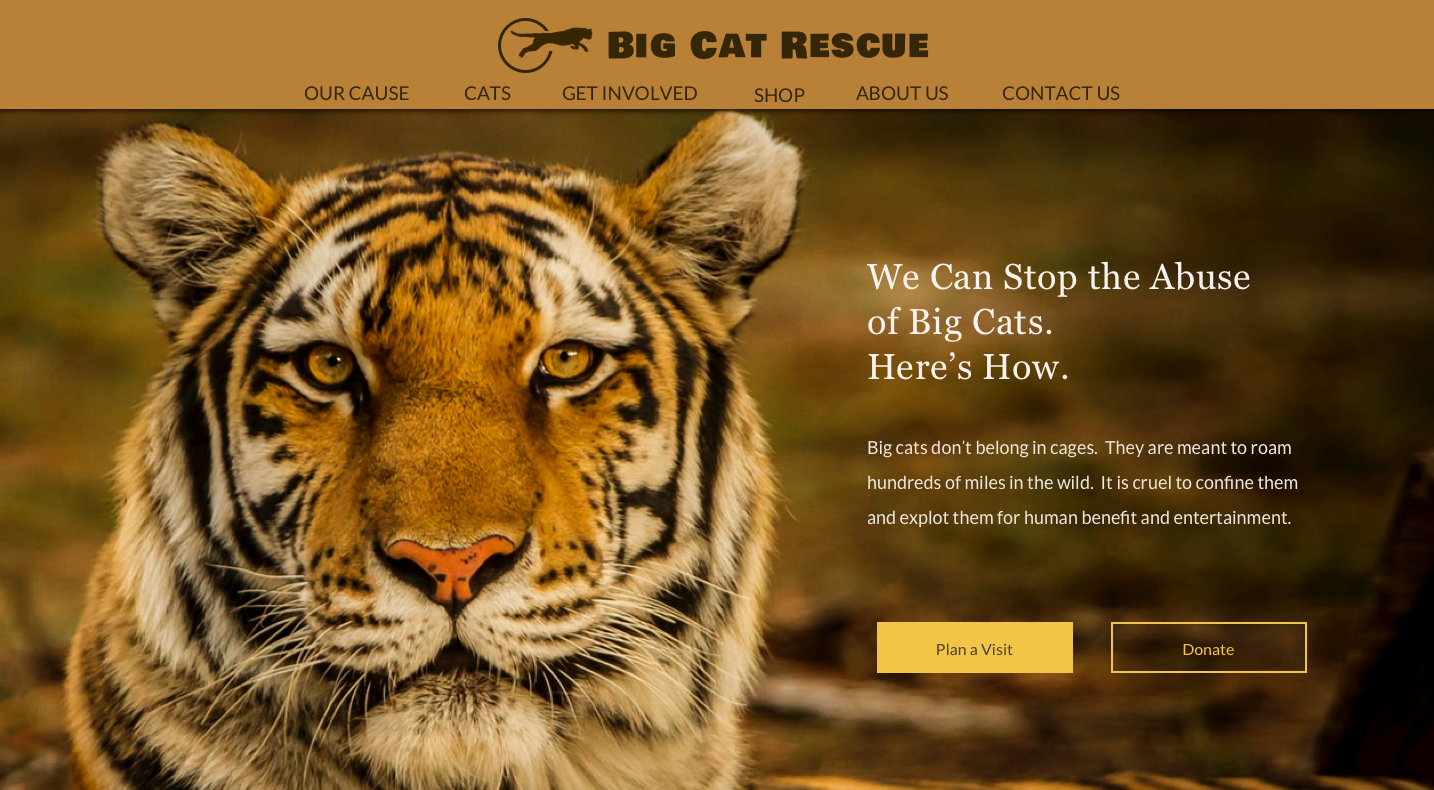 BIG CAT RESCUE
OUR CAUSE CATS GET INVOLVED SHOP ABOUT US CONTACT US
We Can Stop the Abuse
of Big Cats.
Here’s How.
Big cats don’t belong in cages.  They are meant to roam
hundreds of miles in the wild.  It is cruel to confine them
and explot them for human benefit and entertainment.
Plan a Visit Donate